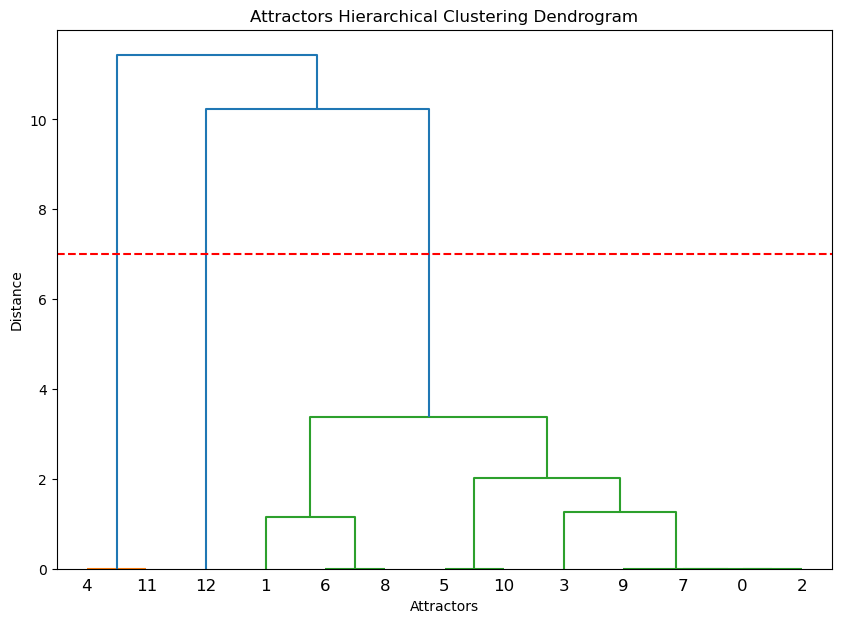 Attractors Hierarchical Clustering Dendrogram
Distance
10
8
6
4
2
0
4 11 12 1 6 8 5 10 3 9 7 0 2
Attractors